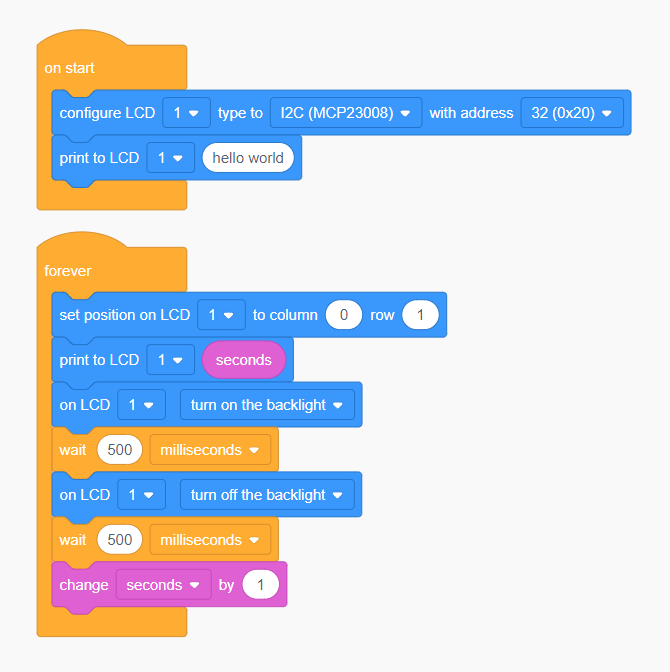 on start
configure LCD 1 type to I2C (MCP23008) with address 32 (0x20)
print to LCD 1 hello world
forever
set position on LCD 1 to column 0 row 1
print to LCD 1 seconds
on LCD 1 turn on the backlight
wait 500 milliseconds
on LCD 1 turn off the backlight
wait 500 milliseconds
change seconds by 1